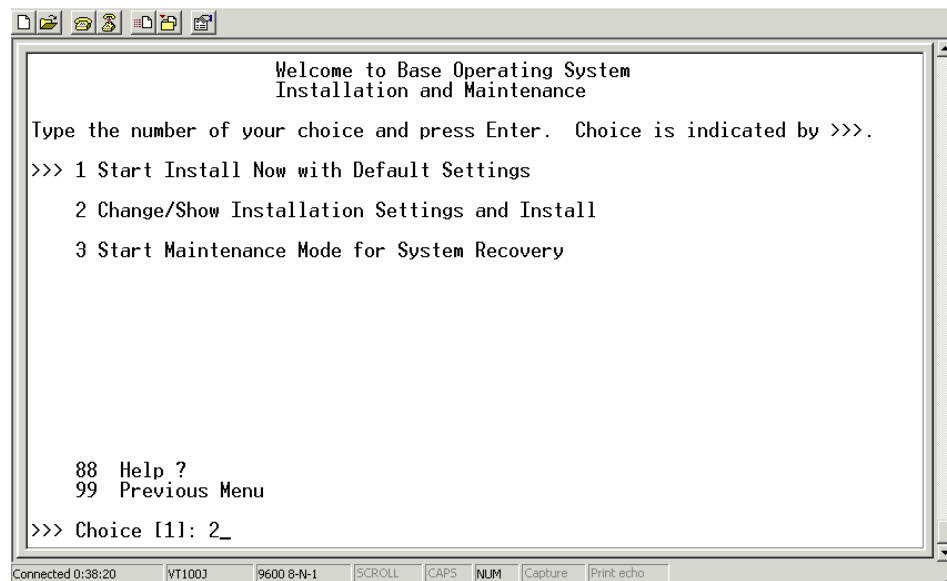 Welcome to Base Operating System
Installation and Maintenance
Type the number of your choice and press Enter.  Choice is indicated by >>>.
>>> 1 Start Install Now with Default Settings
2 Change/Show Installation Settings and Install
3 Start Maintenance Mode for System Recovery
88  Help ?
99  Previous Menu
>>> Choice [1]: 2_
Connected 0:38:20 VT100J 9600 8-N-1 SCROLL CAPS NUM Capture Print echo